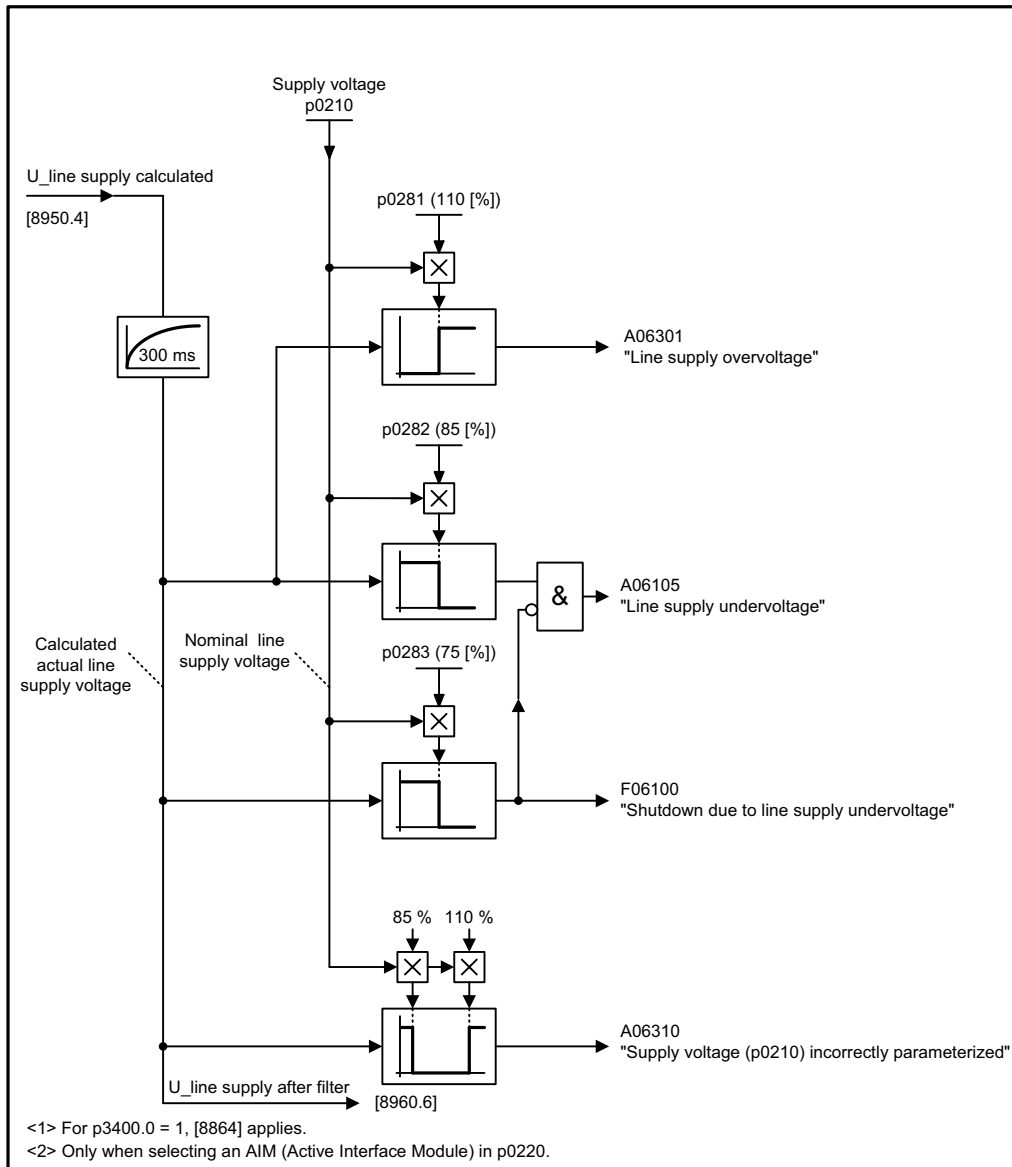 Supply voltage
p0210
U_line supply calculated
[8950.4]
p0281 (110 [%])
300 ms
A06301
"Line supply overvoltage"
p0282 (85 [%])
&
A06105
"Line supply undervoltage"
Calculated
actual line
supply voltage
Nominal line
supply voltage
p0283 (75 [%])
F06100
"Shutdown due to line supply undervoltage"
85 % 110 %
A06310
"Supply voltage (p0210) incorrectly parameterized"
U_line supply after filter
[8960.6]
<1> For p3400.0 = 1, [8864] applies.
<2> Only when selecting an AIM (Active Interface Module) in p0220.